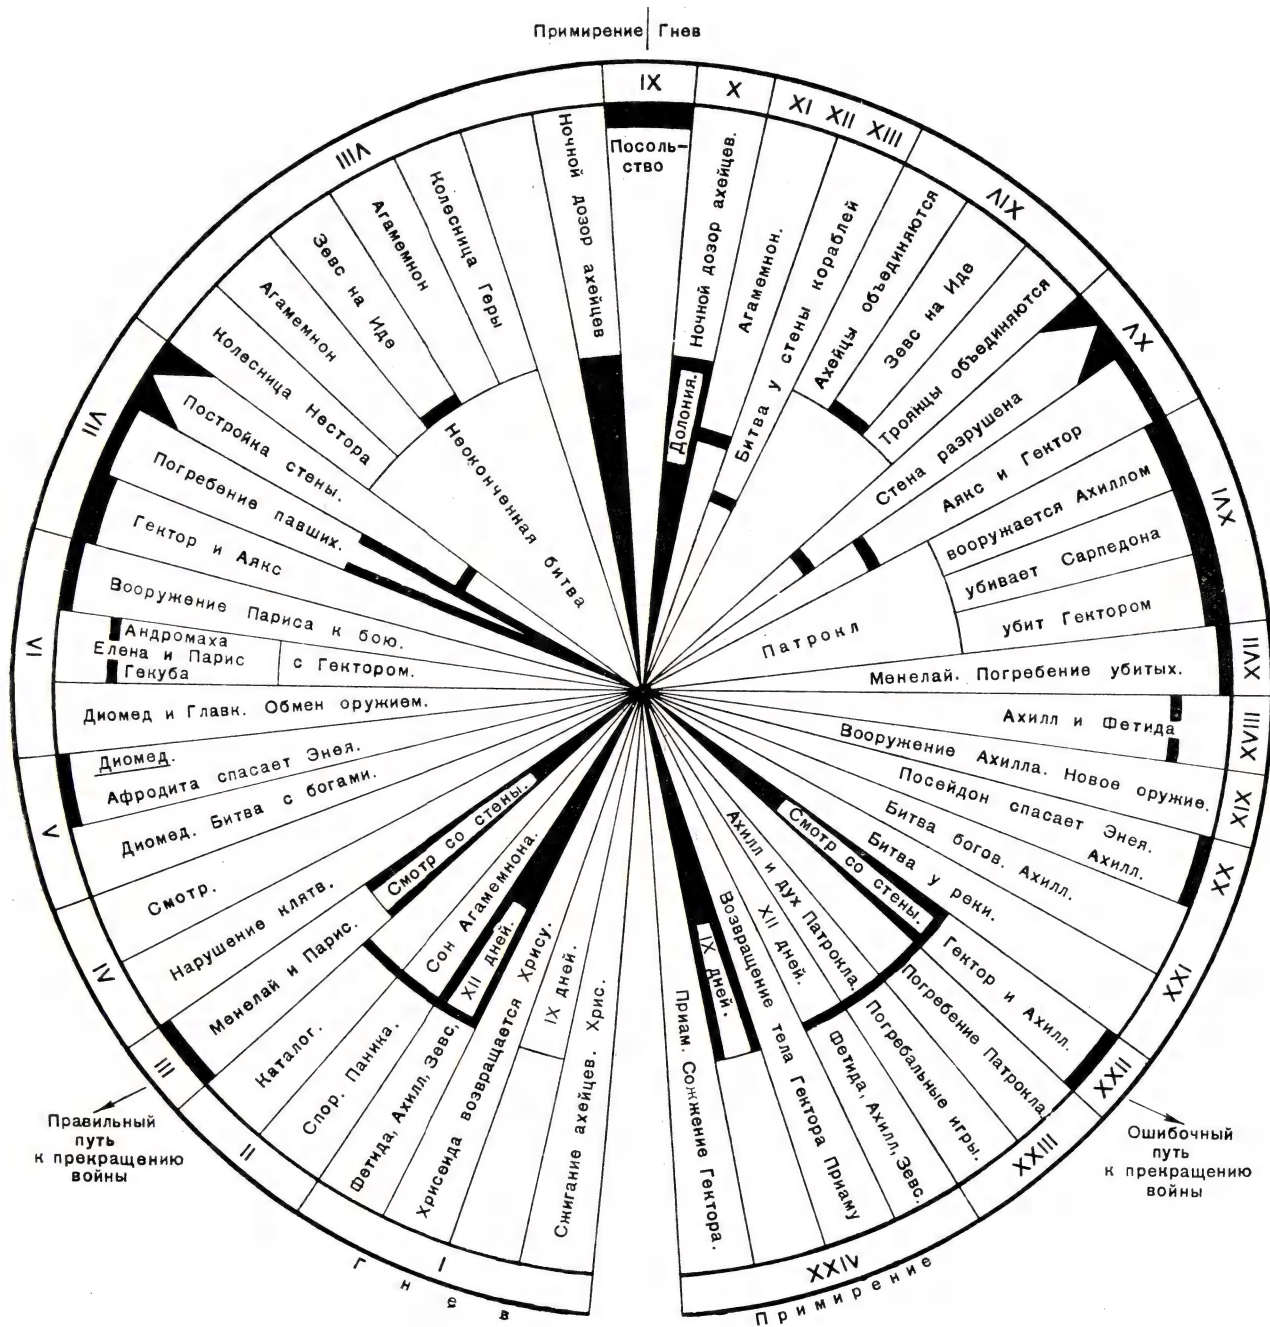 Примирение | Гнев
I
Сжигание ахейцев. Хрис.
IX дней.
Хрисеида возвращается Хрису.
XII дней.
Фетида, Ахилл, Зевс.
II
Сон Агамемнона.
Спор. Паника.
Каталог.
III
Смотр со стены.
Менелай и Парис.
IV
Нарушение клятв.
Смотр.
V
Диомед. Битва с богами.
Афродита спасает Энея.
Диомед.
VI
Диомед и Главк. Обмен оружием.
Андромаха
Елена и Парис
Гекуба
с Гектором.
Вооружение Париса к бою.
VII
Гектор и Аякс
Погребение павших.
Постройка стены.
VIII
Колесница Нестора
Агамемнон
Зевс на Иде
Агамемнон
Колесница Геры
Неоконченная битва
Ночной дозор ахейцев
IX
Посоль-
ство
X
Ночной дозор ахейцев.
Долония.
XI XII XIII
Агамемнон.
Битва у стены кораблей
XIV
Ахейцы объединяются
Зевс на Иде
Троянцы объединяются
XV
Стена разрушена
Аякс и Гектор
XVI
Патрокл
вооружается Ахиллом
убивает Сарпедона
убит Гектором
XVII
Менелай. Погребение убитых.
XVIII
Ахилл и Фетида
Вооружение Ахилла. Новое оружие.
XIX
Посейдон спасает Энея.
Ахилл.
XX
Битва богов. Ахилл.
XXI
Битва у реки.
XXII
Смотр со стены.
Гектор и Ахилл.
XXIII
Ахилл и дух Патрокла.
Погребение Патрокла
Погребальные игры.
XXIV
XII дней.
Фетида, Ахилл, Зевс.
Возвращение тела Гектора Приаму
IX дней.
Приам. Сожжение Гектора.
Правильный
путь
к прекращению
войны
Ошибочный
путь
к прекращению
войны
Гнев
Примирение